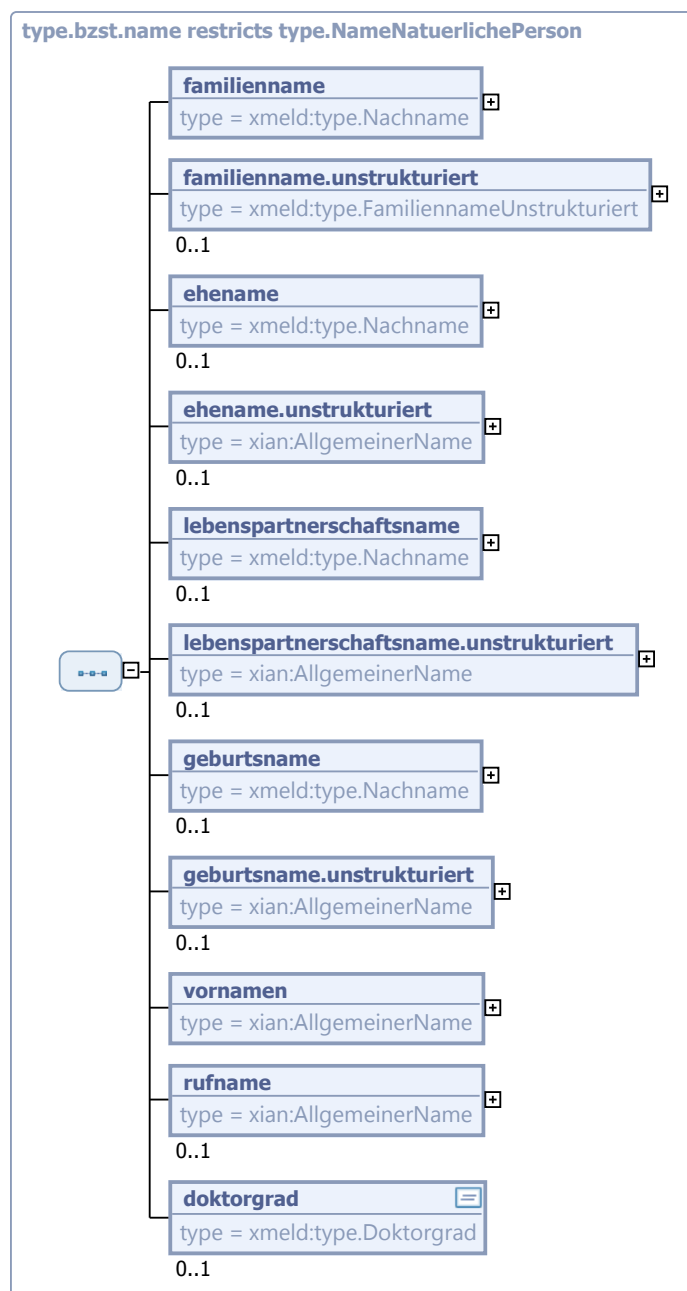 type.bzst.name restricts type.NameNatuerlichePerson
familienname
type = xmeld:type.Nachname
familienname.unstrukturiert
type = xmeld:type.FamiliennameUnstrukturiert
0..1
ehename
type = xmeld:type.Nachname
0..1
ehename.unstrukturiert
type = xian:AllgemeinerName
0..1
lebenspartnerschaftsname
type = xmeld:type.Nachname
0..1
lebenspartnerschaftsname.unstrukturiert
type = xian:AllgemeinerName
0..1
geburtsname
type = xmeld:type.Nachname
0..1
geburtsname.unstrukturiert
type = xian:AllgemeinerName
0..1
vornamen
type = xian:AllgemeinerName
rufname
type = xian:AllgemeinerName
0..1
doktorgrad
type = xmeld:type.Doktorgrad
0..1